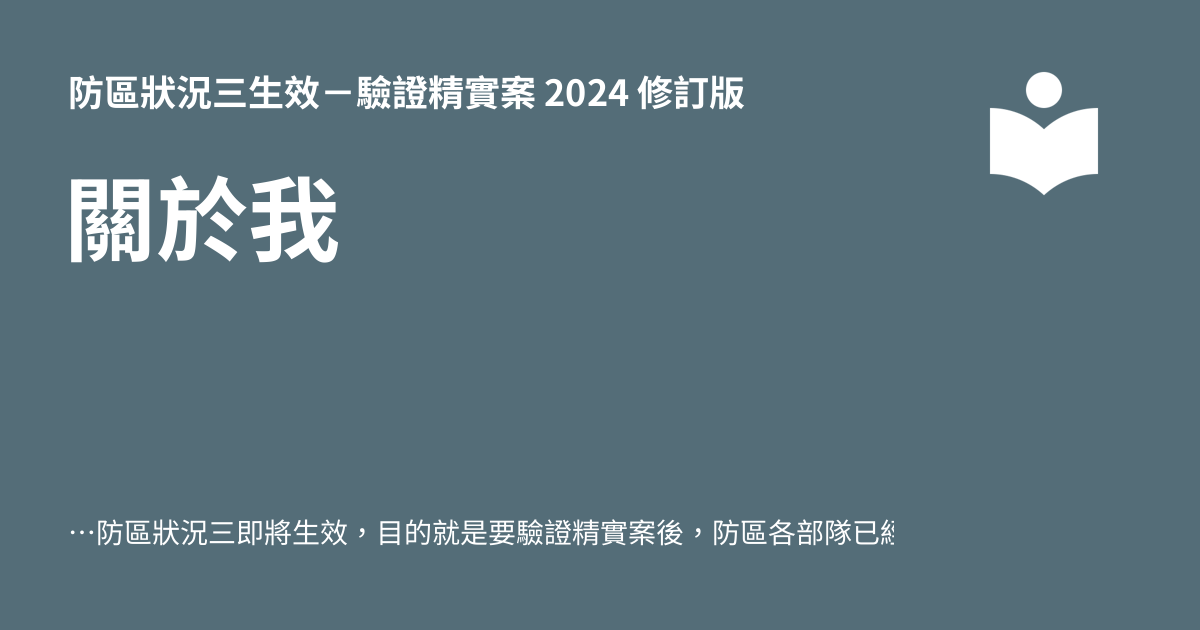 防區狀況三生效－驗證精實案 2024 修訂版
關於我
…防區狀況三即將生效，目的就是要驗證精實案後，防區各部隊已